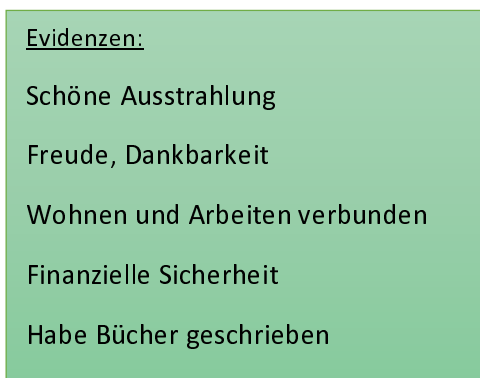 Evidenzen:
Schöne Ausstrahlung
Freude, Dankbarkeit
Wohnen und Arbeiten verbunden
Finanzielle Sicherheit
Habe Bücher geschrieben